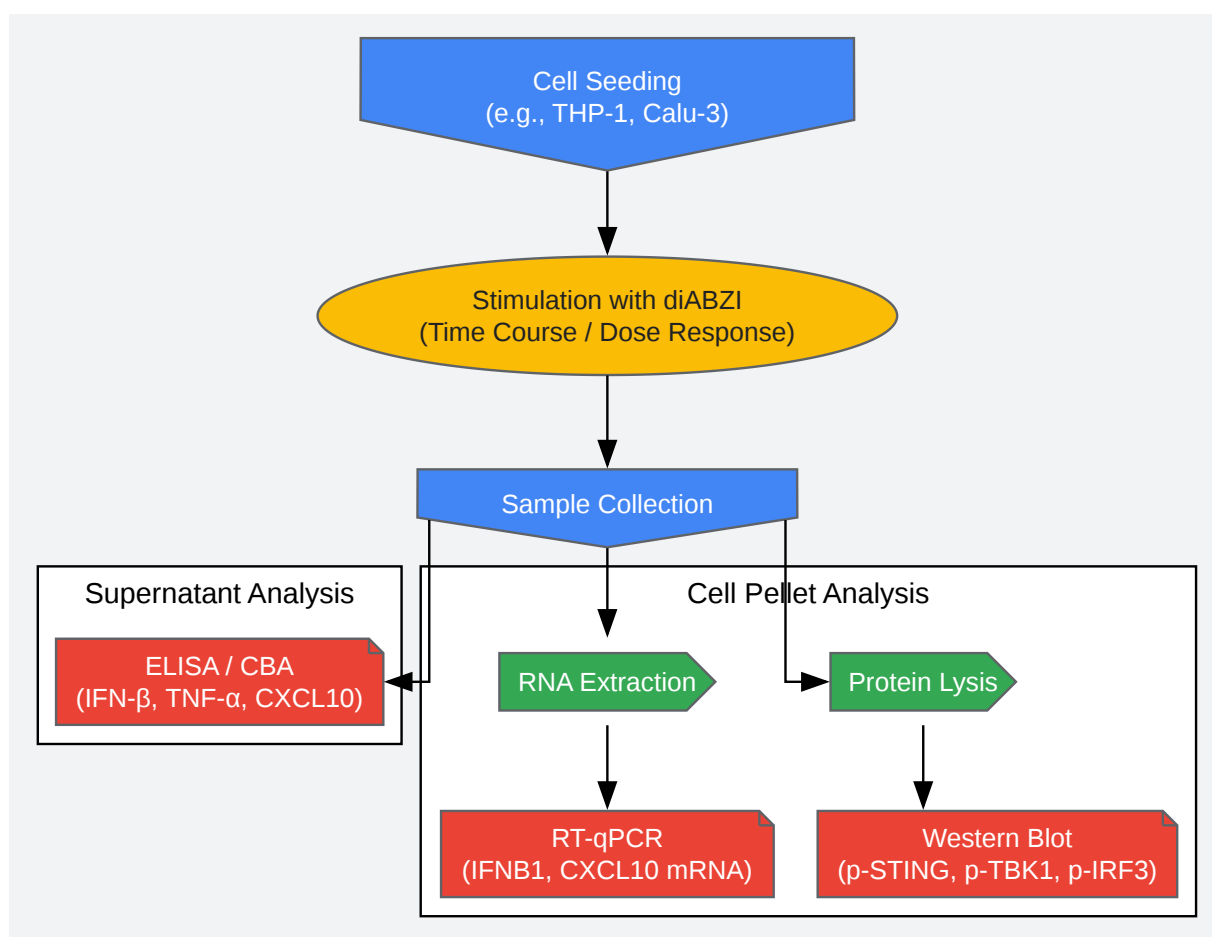 Cell Seeding
(e.g., THP-1, Calu-3)
Stimulation with diABZI
(Time Course / Dose Response)
Sample Collection
Supernatant Analysis
ELISA / CBA
(IFN-β, TNF-α, CXCL10)
Cell Pellet Analysis
RNA Extraction
Protein Lysis
RT-qPCR
(IFNB1, CXCL10 mRNA)
Western Blot
(p-STING, p-TBK1, p-IRF3)